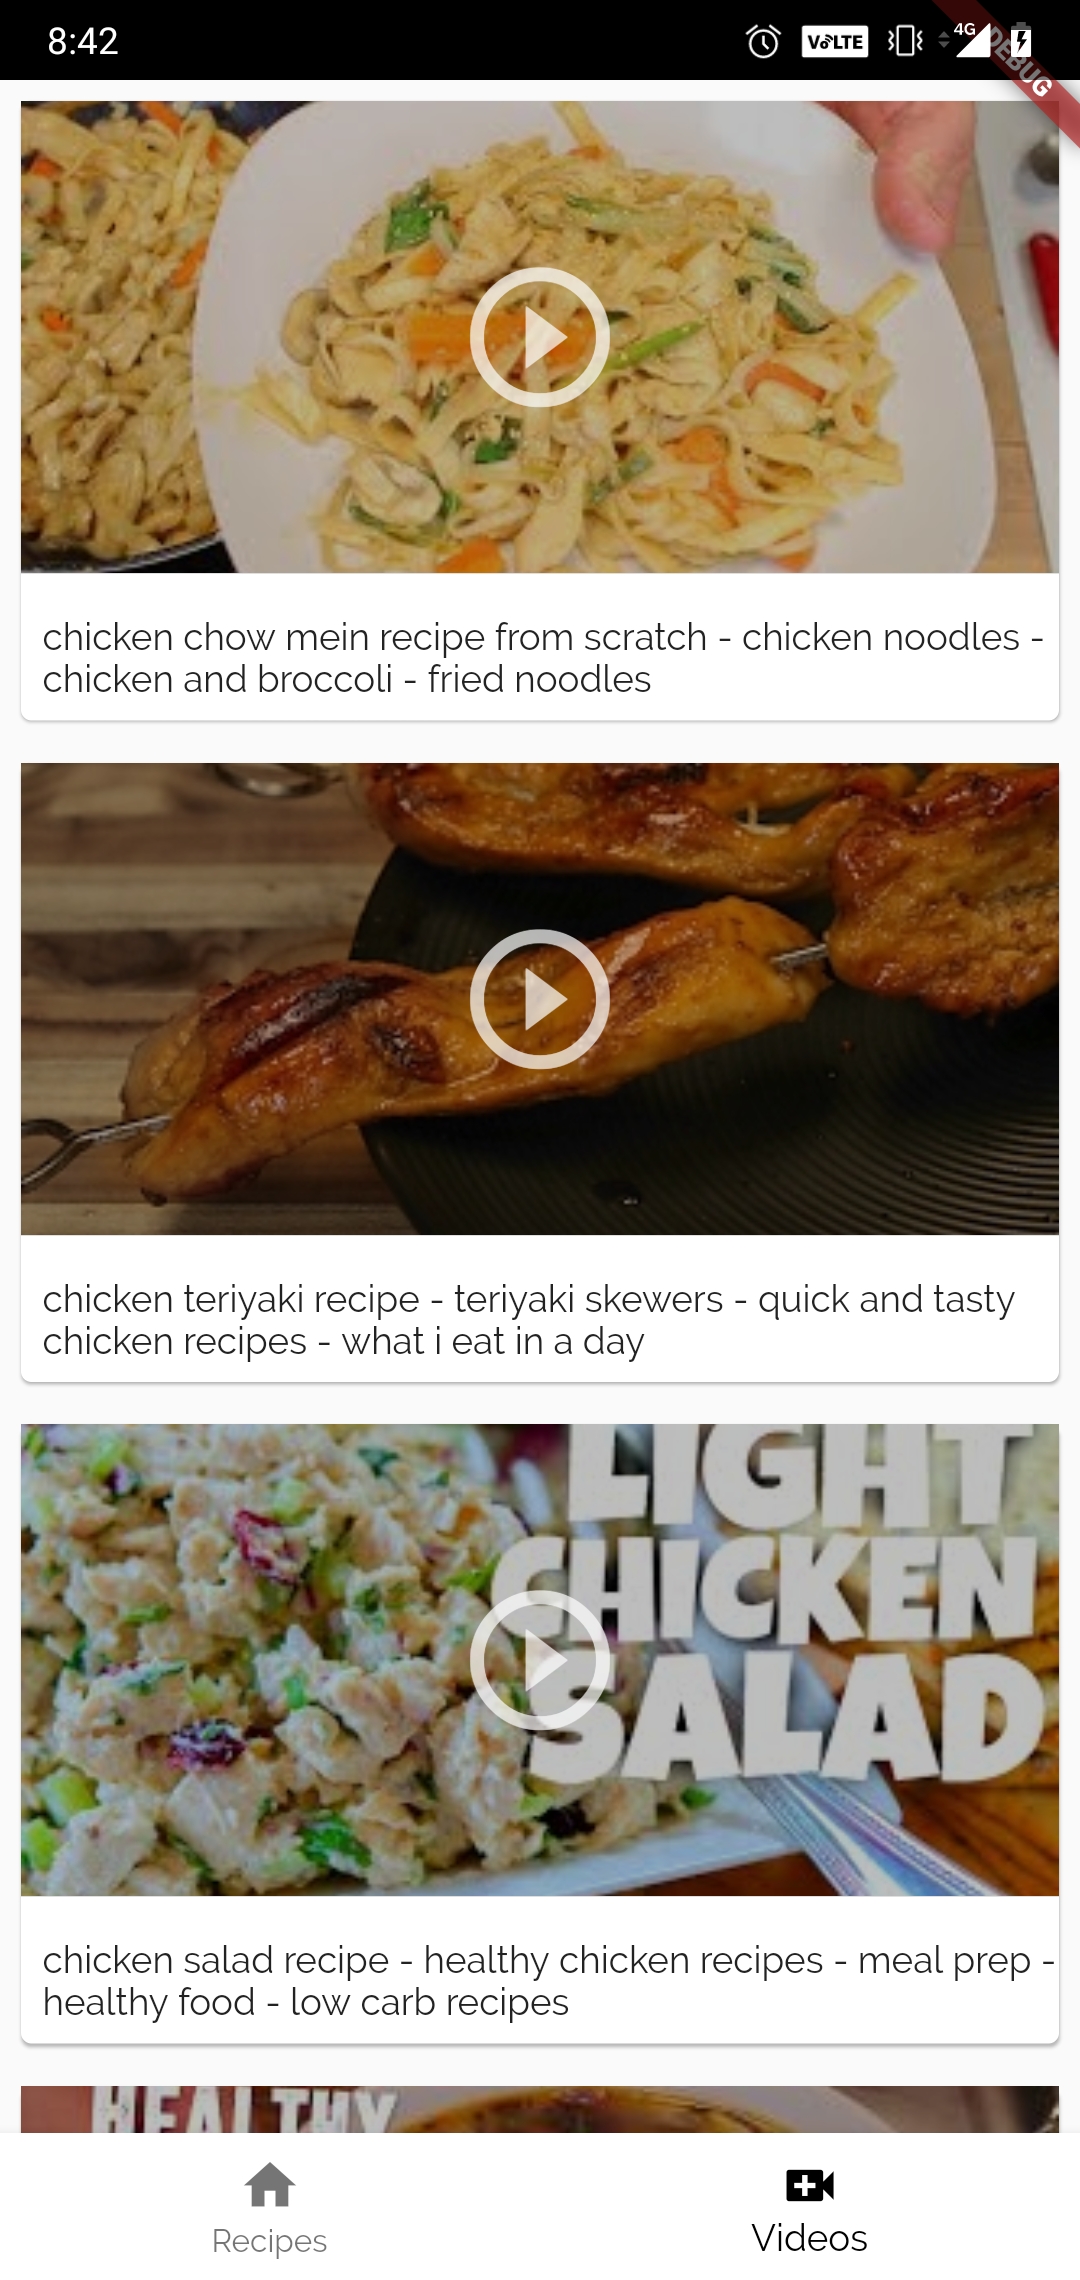 8:42
VoLTE
4G
DEBUG
chicken chow mein recipe from scratch - chicken noodles -
chicken and broccoli - fried noodles
chicken teriyaki recipe - teriyaki skewers - quick and tasty
chicken recipes - what i eat in a day
LIGHT
CHICKEN
SALAD
chicken salad recipe - healthy chicken recipes - meal prep -
healthy food - low carb recipes
HEALTHY
Recipes
Videos